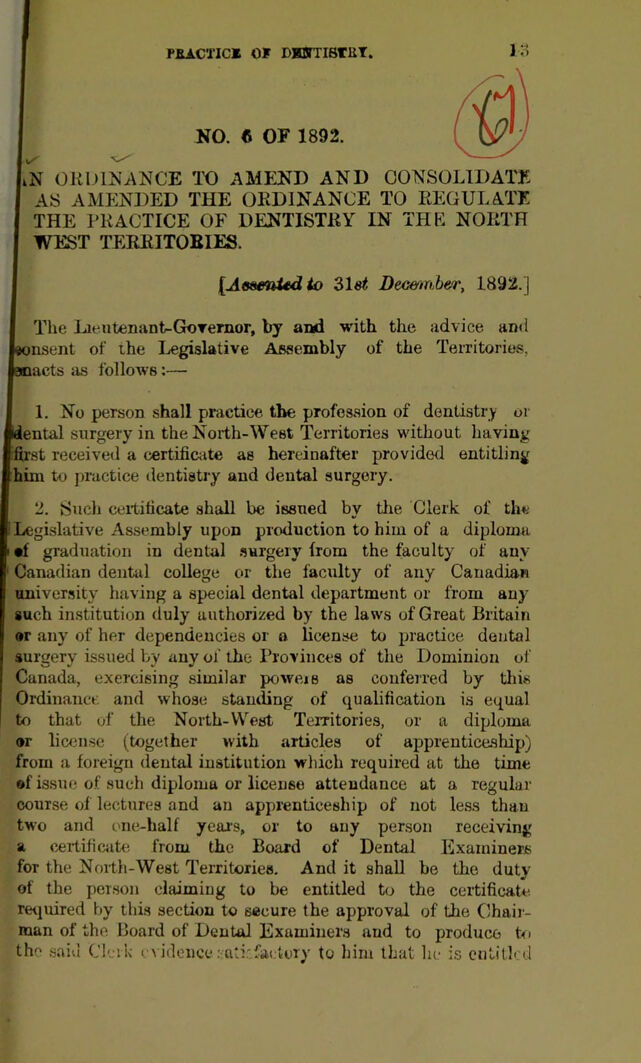 PRACTICE OF DENTISTRY. 13
NO. 6 OF 1892.
AN ORDINANCE TO AMEND AND CONSOLIDATE
AS AMENDED THE ORDINANCE TO REGULATE
THE PRACTICE OF DENTISTRY IN THE NORTH
WEST TERRITORIES.
[Assented to 31st December, 1892.]
The Lieutenant-Governor, by and with the advice and
consent of the Legislative Assembly of the Territories,
enacts as follows:—
1. No person shall practice the profession of dentistry or
dental surgery in the North-West Territories without having
first received a certificate as hereinafter provided entitling
him to practice dentistry and dental surgery.
2. Such certificate shall be issued by the Clerk of the
Legislative Assembly upon production to him of a diploma
of graduation in dental surgery from the faculty of any
Canadian dental college or the faculty of any Canadian
university having a special dental department or from any
such institution duly authorized by the laws of Great Britain
or any of her dependencies or a license to practice dental
surgery issued by any of the Provinces of the Dominion of
Canada, exercising similar powers as conferred by this
Ordinance and whose standing of qualification is equal
to that of the North-West Territories, or a diploma
or license (together with articles of apprenticeship)
from a foreign dental institution which required at the time
of issue of such diploma or license attendance at a regular
course of lectures and an apprenticeship of not less than
two and one-half years, or to any person receiving
a certificate from the Board of Dental Examiners
for the North-West Territories. And it shall be the duty
of the person claiming to be entitled to the certificate
required by this section to secure the approval of the Chair-
man of the Board of Dental Examiners and to produce to
the said Clerk evidence satisfactory to him that he is entitled